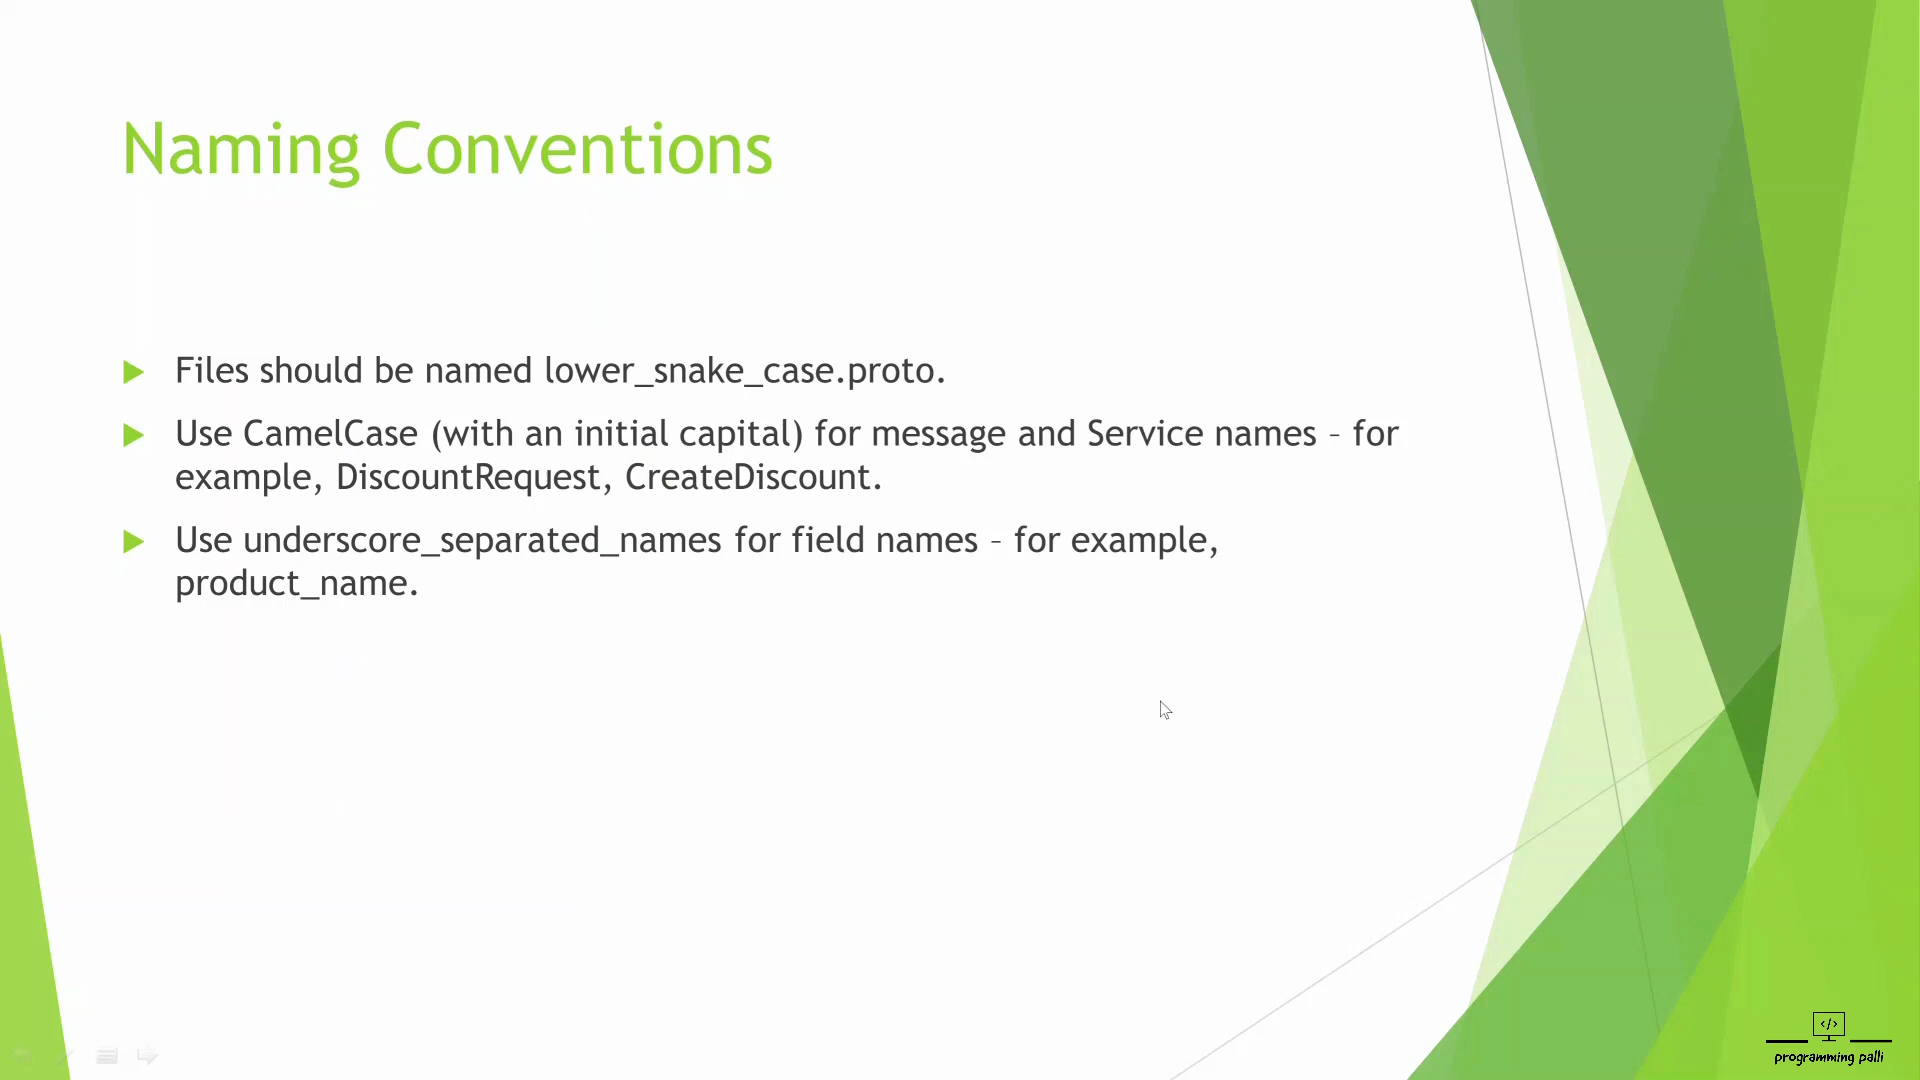 Naming Conventions
Files should be named lower_snake_case.proto.
Use CamelCase (with an initial capital) for message and Service names – for
example, DiscountRequest, CreateDiscount.
Use underscore_separated_names for field names – for example,
product_name.
</>
programming palli